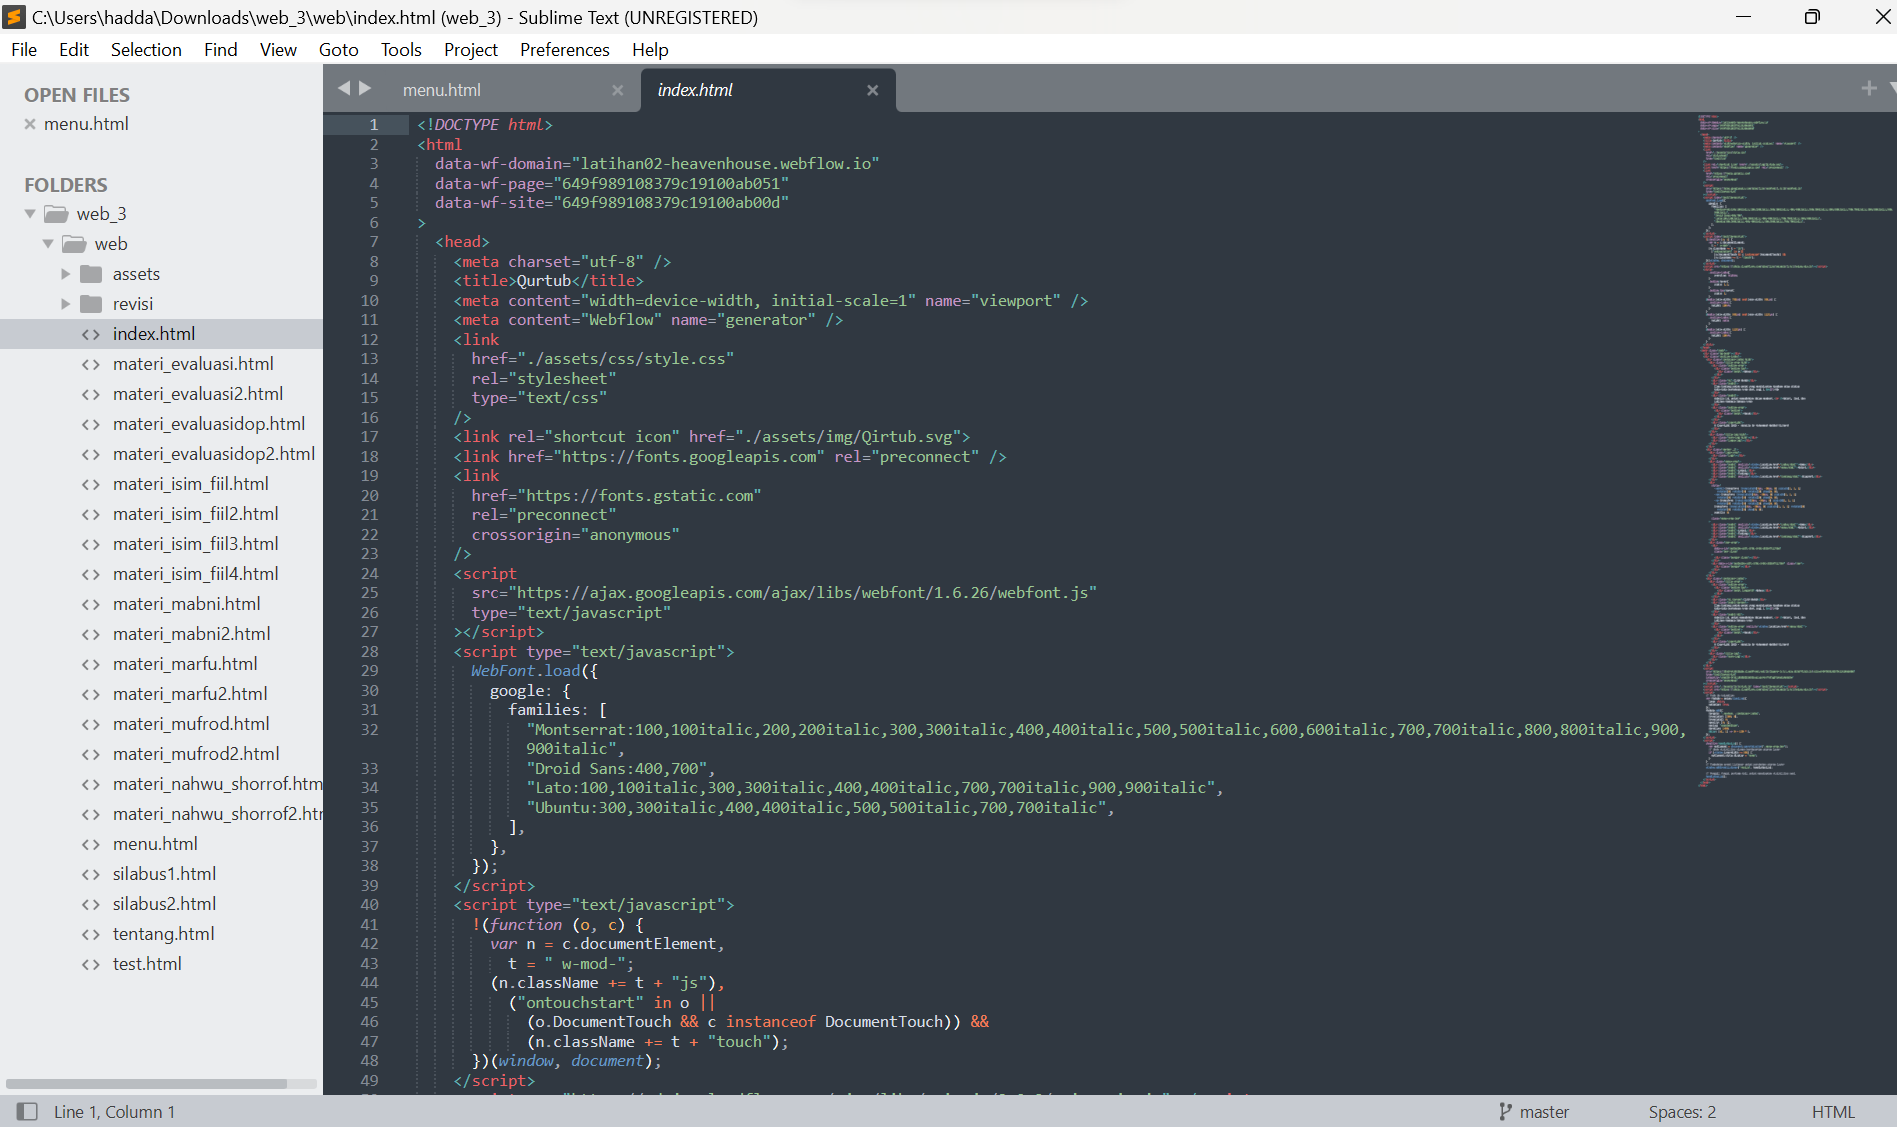 C:\Users\hadda\Downloads\web_3\web\index.html (web_3) - Sublime Text (UNREGISTERED)
File Edit Selection Find View Goto Tools Project Preferences Help
OPEN FILES
menu.html
FOLDERS
web_3
web
assets
revisi
index.html
materi_evaluasi.html
materi_evaluasi2.html
materi_evaluasidop.html
materi_evaluasidop2.html
materi_isim_fiil.html
materi_isim_fiil2.html
materi_isim_fiil3.html
materi_isim_fiil4.html
materi_mabni.html
materi_mabni2.html
materi_marfu.html
materi_marfu2.html
materi_mufrod.html
materi_mufrod2.html
materi_nahwu_shorrof.htm
materi_nahwu_shorrof2.htr
menu.html
silabus1.html
silabus2.html
tentang.html
test.html
menu.html
index.html
1 <!DOCTYPE html>
2 <html
3 data-wf-domain="latihan02-heavenhouse.webflow.io"
4 data-wf-page="649f989108379c19100ab051"
5 data-wf-site="649f989108379c19100ab00d"
6 >
7 <head>
8 <meta charset="utf-8" />
9 <title>Qurtub</title>
10 <meta content="width=device-width, initial-scale=1" name="viewport" />
11 <meta content="Webflow" name="generator" />
12 <link
13 href="./assets/css/style.css"
14 rel="stylesheet"
15 type="text/css"
16 />
17 <link rel="shortcut icon" href="./assets/img/Qirtub.svg">
18 <link href="https://fonts.googleapis.com" rel="preconnect" />
19 <link
20 href="https://fonts.gstatic.com"
21 rel="preconnect"
22 crossorigin="anonymous"
23 />
24 <script
25 src="https://ajax.googleapis.com/ajax/libs/webfont/1.6.26/webfont.js"
26 type="text/javascript"
27 ></script>
28 <script type="text/javascript">
29 WebFont.load({
30 google: {
31 families: [
32 "Montserrat:100,100italic,200,200italic,300,300italic,400,400italic,500,500italic,600,600italic,700,700italic,800,800italic,900,
900italic",
33 "Droid Sans:400,700",
34 "Lato:100,100italic,300,300italic,400,400italic,700,700italic,900,900italic",
35 "Ubuntu:300,300italic,400,400italic,500,500italic,700,700italic",
36 ],
37 },
38 });
39 </script>
40 <script type="text/javascript">
41 !(function (o, c) {
42 var n = c.documentElement,
43 t = " w-mod-";
44 (n.className += t + "js"),
45 ("ontouchstart" in o ||
46 (o.DocumentTouch && c instanceof DocumentTouch)) &&
47 (n.className += t + "touch");
48 })(window, document);
49 </script>
Line 1, Column 1
master
Spaces: 2
HTML